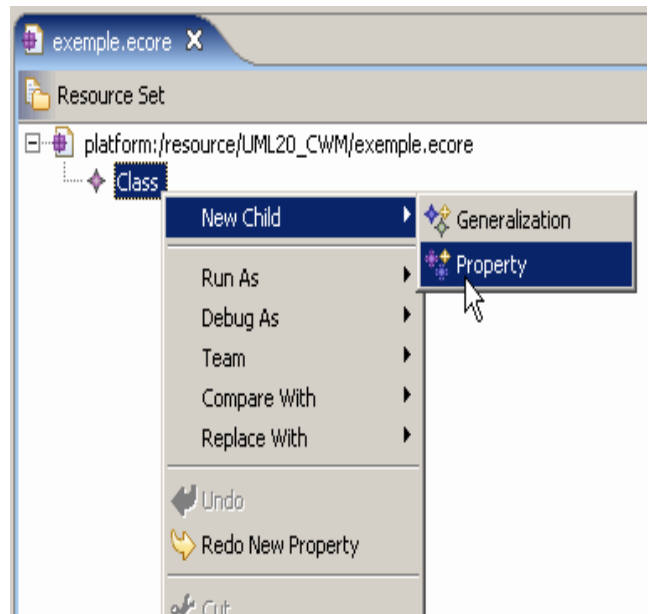 exemple.ecore
Resource Set
platform:/resource/UML20_CWM/exemple.ecore
Class
New Child
Generalization
Property
Run As
Debug As
Team
Compare With
Replace With
Undo
Redo New Property
Cut